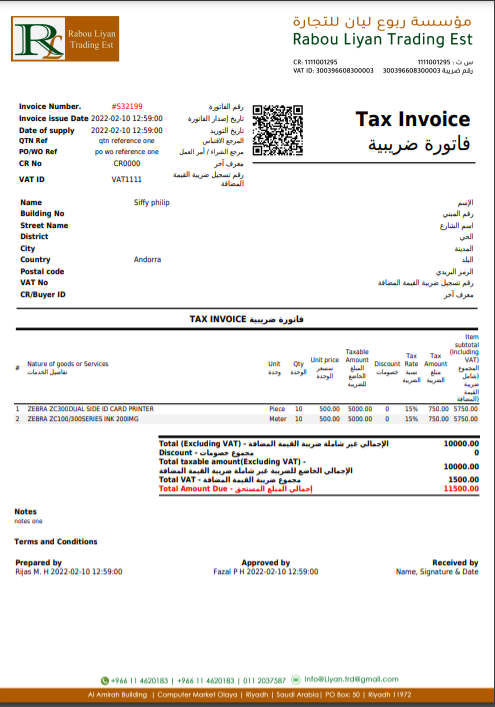 Rabou Liyan
Trading Est
مؤسسة ربوع ليان للتجارة
Rabou Liyan Trading Est
CR: 1111001295 س ت : 1111001295
VAT ID: 300396608300003 رقم ضريبة 300396608300003
Invoice Number. #S32199 رقم الفاتورة
Invoice issue Date 2022-02-10 12:59:00 تاريخ إصدار الفاتورة
Date of supply 2022-02-10 12:59:00 تاريخ التوريد
QTN Ref qtn reference one المرجع الاقتباس
PO/WO Ref po wo reference one مرجع الشراء / أمر العمل
CR No CR0000 معرف آخر
VAT ID VAT1111 رقم تسجيل ضريبة القيمة المضافة
Tax Invoice
فاتورة ضريبية
Name Siffy philip الإسم
Building No رقم المبنى
Street Name اسم الشارع
District الحي
City المدينة
Country Andorra البلد
Postal code الرمز البريدي
VAT No رقم تسجيل ضريبة القيمة المضافة
CR/Buyer ID معرف آخر
TAX INVOICE فاتورة ضريبية
# Nature of goods or Services تفاصيل الخدمات Unit وحدة Qty الوحدة Unit price سعر الوحدة Taxable Amount المبلغ الخاضع للضريبة Discount خصومات Tax Rate نسبة الضريبة Tax Amount مبلغ الضريبة Item subtotal (Including VAT) المجموع (شامل ضريبة القيمة المضافة)
1 ZEBRA ZC300DUAL SIDE ID CARD PRINTER Piece 10 500.00 5000.00 0 15% 750.00 5750.00
2 ZEBRA ZC100/300SERIES INK 200IMG Meter 10 500.00 5000.00 0 15% 750.00 5750.00
Total (Excluding VAT) - الإجمالي غير شاملة ضريبة القيمة المضافة 10000.00
Discount - مجموع خصومات 0
Total taxable amount(Excluding VAT) -
الإجمالي الخاضع للضريبة غير شاملة ضريبة القيمة المضافة 10000.00
Total VAT - مجموع ضريبة القيمة المضافة 1500.00
Total Amount Due - إجمالي المبلغ المستحق 11500.00
Notes
notes one
Terms and Conditions
Prepared by Approved by Received by
Rijas M. H 2022-02-10 12:59:00 Fazal P H 2022-02-10 12:59:00 Name, Signature & Date
+966 11 4620183 | +966 11 4620183 | 011 2037587 info@Liyan.trd@gmail.com
Al Amirah Building | Computer Market Olaya | Riyadh | Saudi Arabia | PO Box: 50 | Riyadh 11972